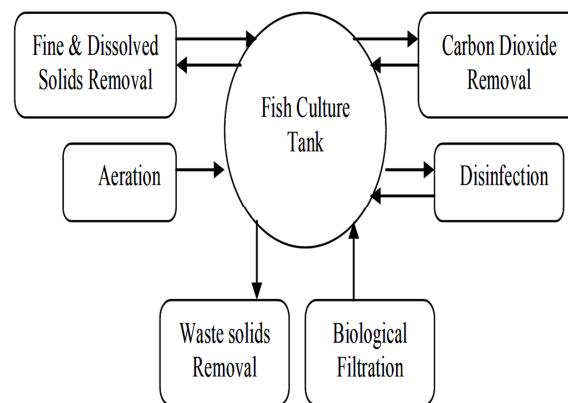 Fine & Dissolved
Solids Removal
Carbon Dioxide
Removal
Fish Culture
Tank
Aeration
Disinfection
Waste solids
Removal
Biological
Filtration